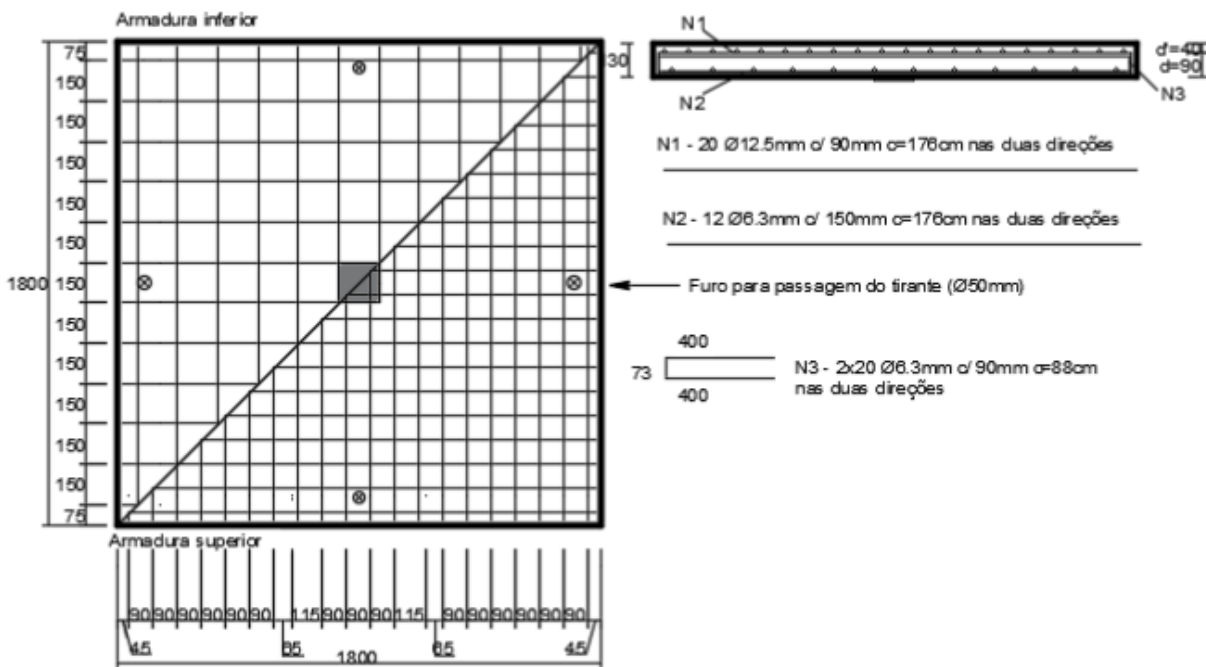 Armadura inferior
75
150
150
150
150
150
1800 150
150
150
150
150
150
75
Armadura superior
90 90 90 90 90 90 115 90 90 90 115 90 90 90 90 90 90
45 65 65 45
1800
N1
30
d'=400
d=90
N2
N3
N1 - 20 Ø12.5mm c/ 90mm c=176cm nas duas direções
N2 - 12 Ø6.3mm c/ 150mm c=176cm nas duas direções
Furo para passagem do tirante (Ø50mm)
400
73
400
N3 - 2x20 Ø6.3mm c/ 90mm c=88cm
nas duas direções